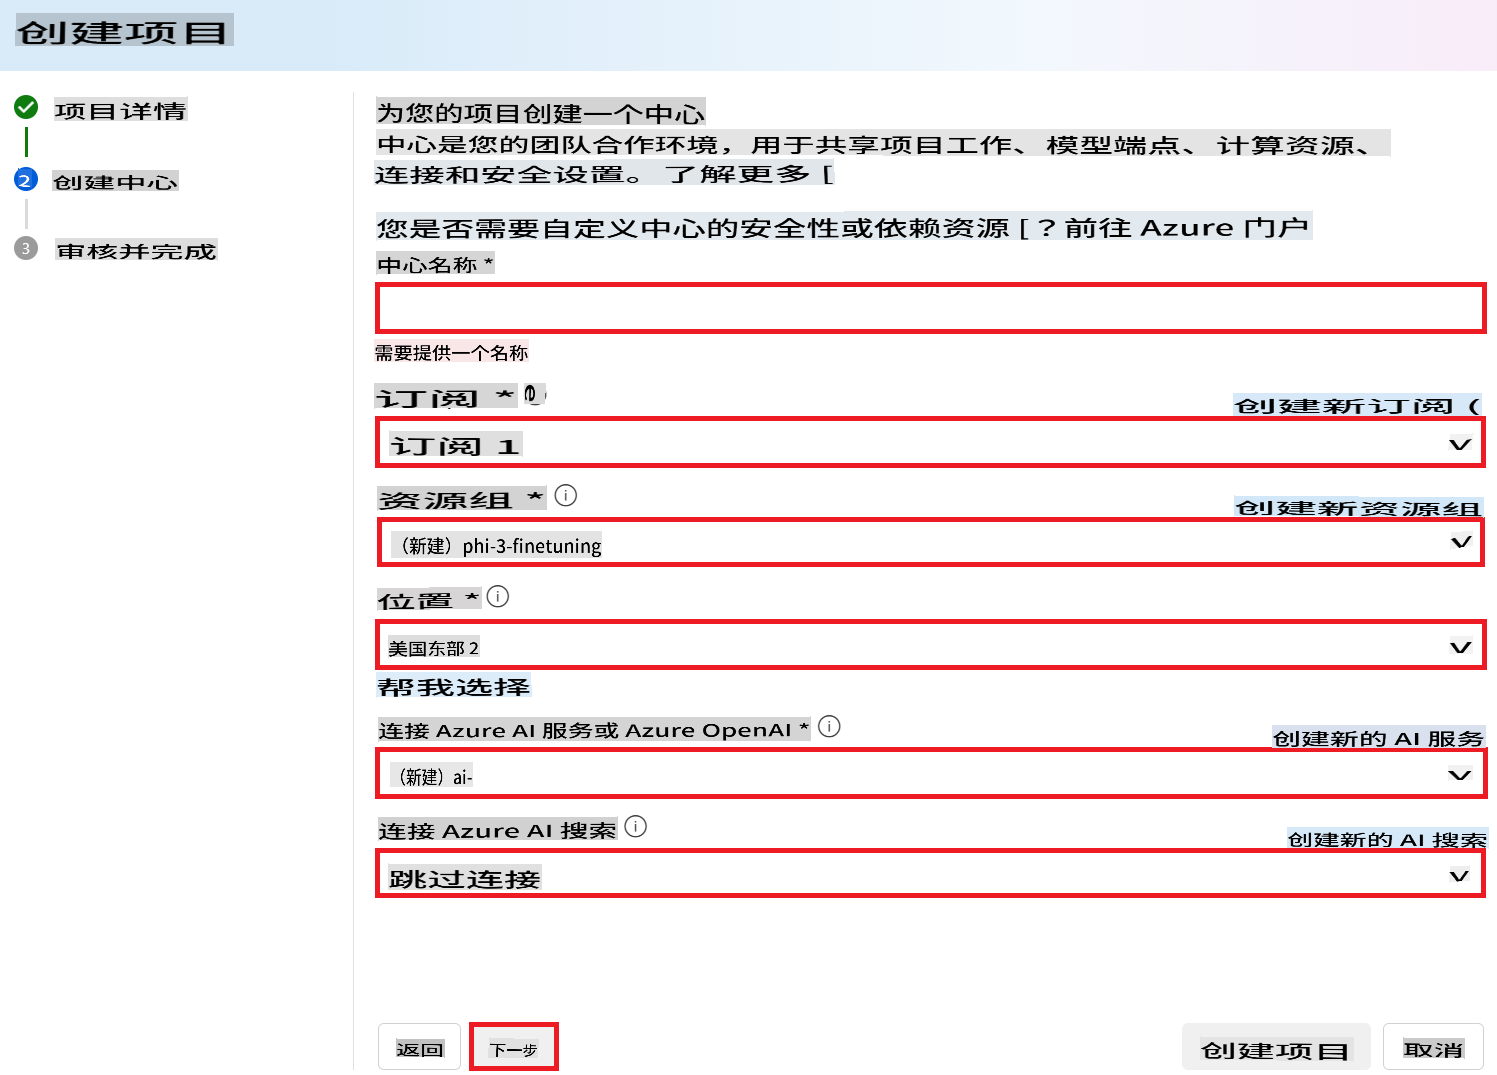 创建项目
项目详情
2 创建中心
3 审核并完成
为您的项目创建一个中心
中心是您的团队合作环境，用于共享项目工作、模型端点、计算资源、
连接和安全设置。了解更多 [
您是否需要自定义中心的安全性或依赖资源 [？前往 Azure 门户
中心名称 *
需要提供一个名称
订阅 *
创建新订阅 (
订阅 1
资源组 *
创建新资源组
（新建）phi-3-finetuning
位置 *
美国东部 2
帮我选择
连接 Azure AI 服务或 Azure OpenAI *
创建新的 AI 服务
（新建）ai-
连接 Azure AI 搜索
创建新的 AI 搜索
跳过连接
返回
下一步
创建项目
取消